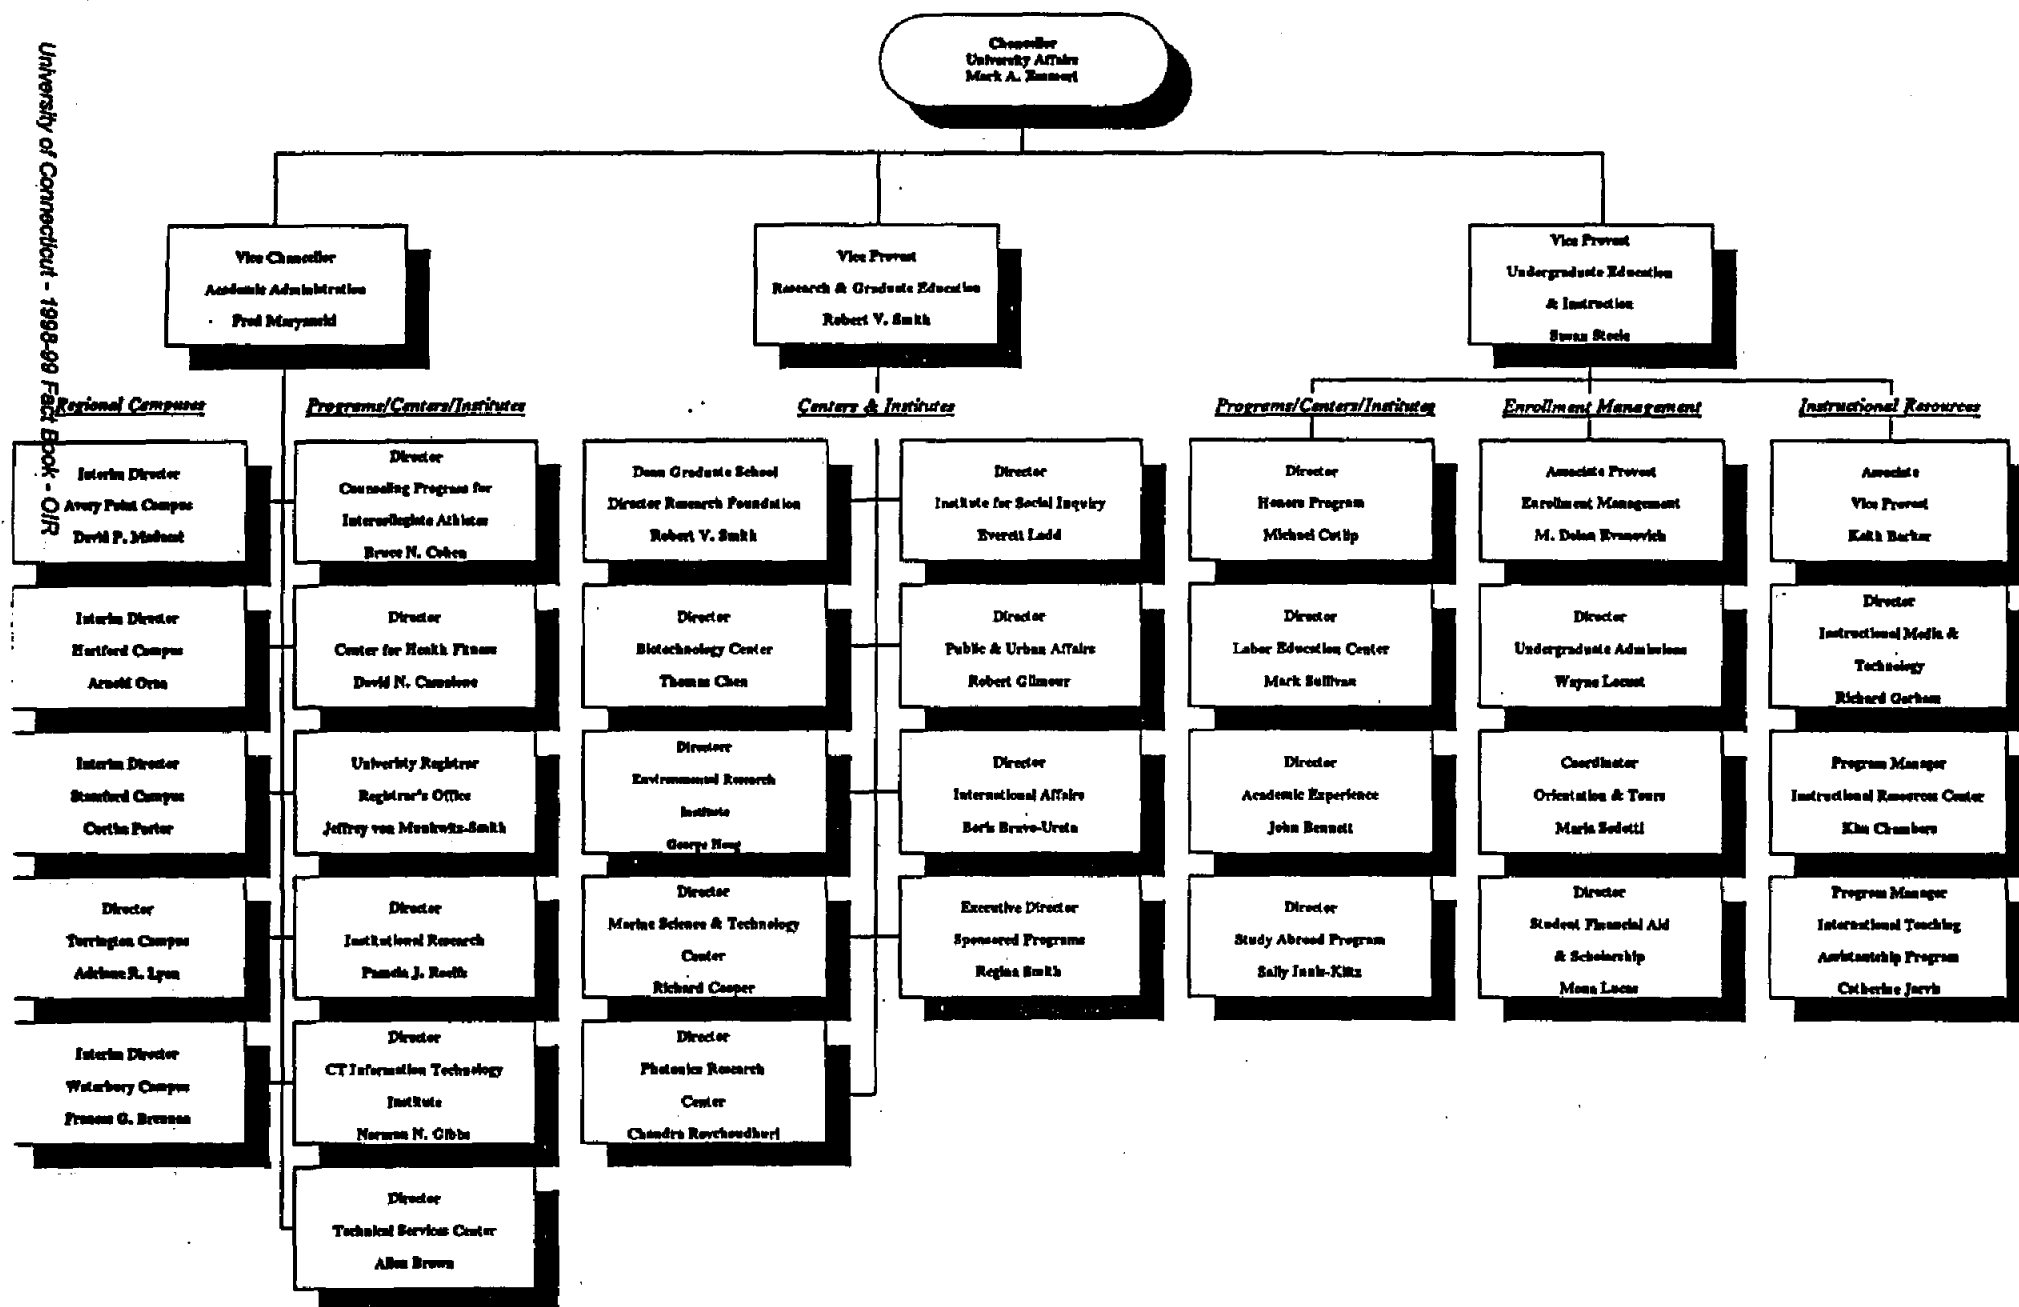 University of Connecticut - 1998-99 Fact Book - OIR
Chancellor
University Affairs
Mark A. Emmert
Vice Chancellor
Academic Administration
Fred Maryanski
Vice Provost
Research & Graduate Education
Robert V. Smith
Vice Provost
Undergraduate Education
& Instruction
Susan Steele
Regional Campuses
Interim Director
Avery Point Campus
David P.
Interim Director
Hartford Campus
Arnold Orza
Interim Director
Stamford Campus
Porter
Director
Torrington Campus
R. Lyon
Interim Director
Waterbury Campus
G. Brennan
Programs/Centers/Institutes
Director
Counseling Program for
Intercollegiate Athletes
Bruce N. Cohen
Director
Center for Health Fitness
David N. Camaione
Univeristy Registrar
Registrar's Office
Jeffrey von Munkwitz-Smith
Director
Institutional Research
Pamela J. Roelfs
Director
CT Information Technology
Institute
Norman N. Gibbs
Director
Technical Services Center
Allen Brown
Centers & Institutes
Dean Graduate School
Director Research Foundation
Robert V. Smith
Director
Biotechnology Center
Thomas Chen
Directorr
Environmental Research
Institute
George Hoag
Director
Marine Science & Technology
Center
Richard Cooper
Director
Photonics Research
Center
Chandra Roychoudhuri
Director
Institute for Social Inquiry
Everett Ladd
Director
Public & Urban Affairs
Robert Gilmour
Director
International Affairs
Boris Bravo-Ureta
Executive Director
Sponsored Programs
Regina Smith
Programs/Centers/Institutes
Director
Honors Program
Michael Cutlip
Director
Labor Education Center
Mark Sullivan
Director
Academic Experience
John Bennett
Director
Study Abroad Program
Sally Innis-Klitz
Enrollment Management
Associate Provost
Enrollment Management
M. Dolan Evanovich
Director
Undergraduate Admissions
Wayne Locust
Coordinator
Orientation & Tours
Maria Sedotti
Director
Student Financial Aid
& Scholarship
Mona Lucas
Instructional Resources
Associate
Vice Provost
Keith Barker
Director
Instructional Media &
Technology
Richard Gorham
Program Manager
Instructional Resources Center
Kim Chambers
Program Manager
International Teaching
Assistantship Program
Catherine Jarvis